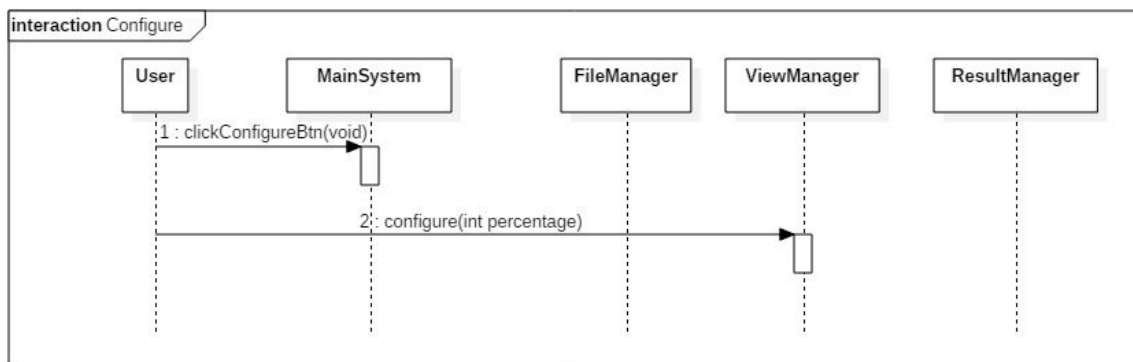 interaction Configure
User
MainSystem
FileManager
ViewManager
ResultManager
1 : clickConfigureBtn(void)
2 : configure(int percentage)